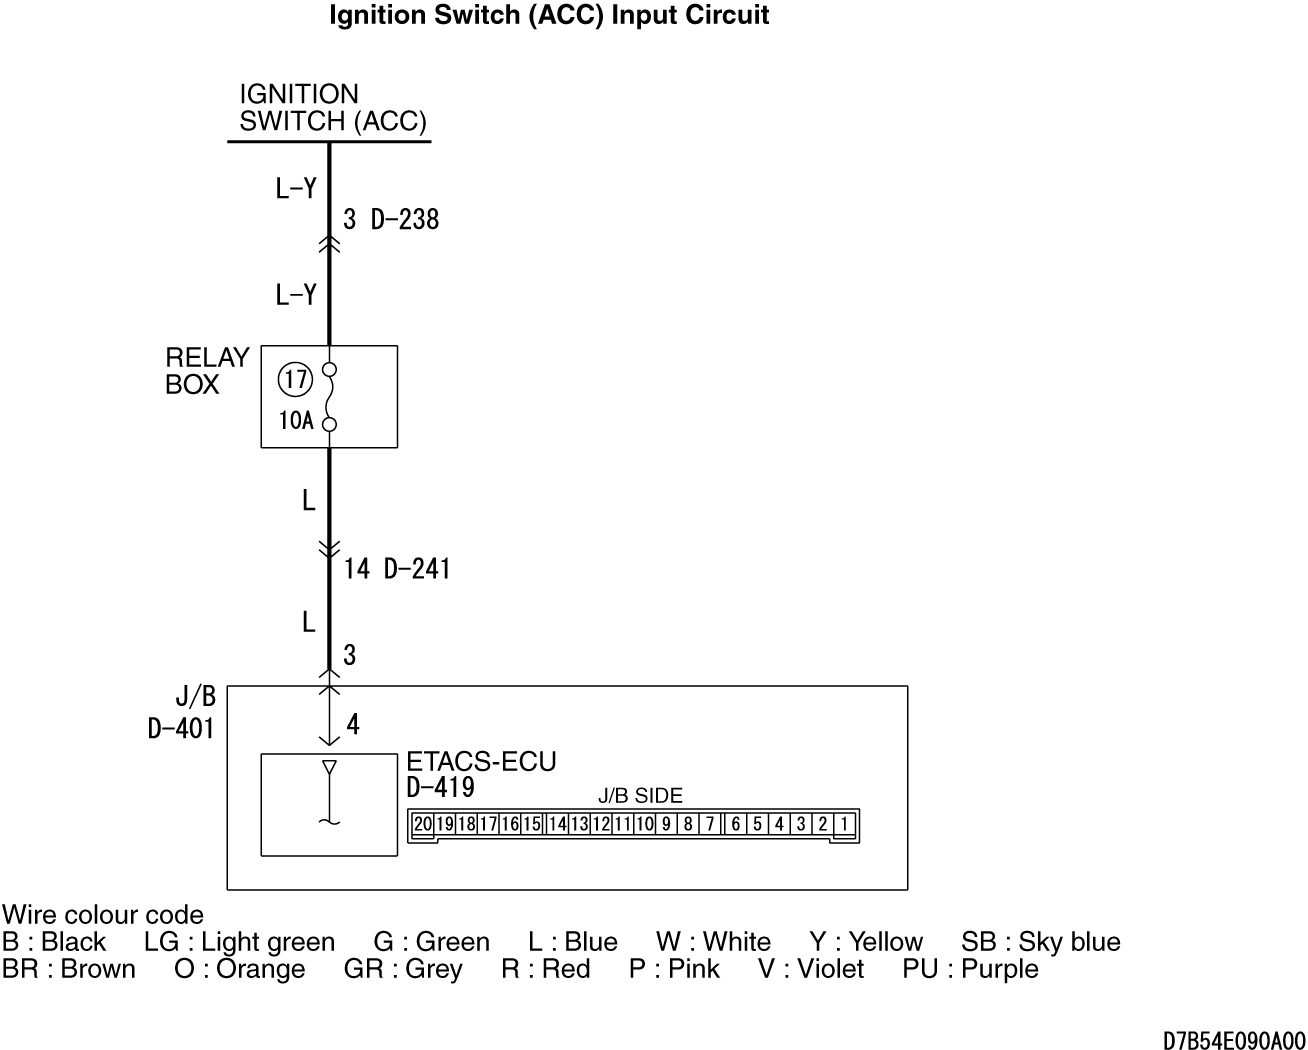 Ignition Switch (ACC) Input Circuit
IGNITION
SWITCH (ACC)
L-Y
3 D-238
L-Y
RELAY
BOX
17
10A
L
14 D-241
L
3
J/B
D-401
4
ETACS-ECU
D-419
J/B SIDE
20 19 18 17 16 15 14 13 12 11 10 9 8 7 6 5 4 3 2 1
Wire colour code
B : Black LG : Light green G : Green L : Blue W : White Y : Yellow SB : Sky blue
BR : Brown O : Orange GR : Grey R : Red P : Pink V : Violet PU : Purple
D7B54E090A00